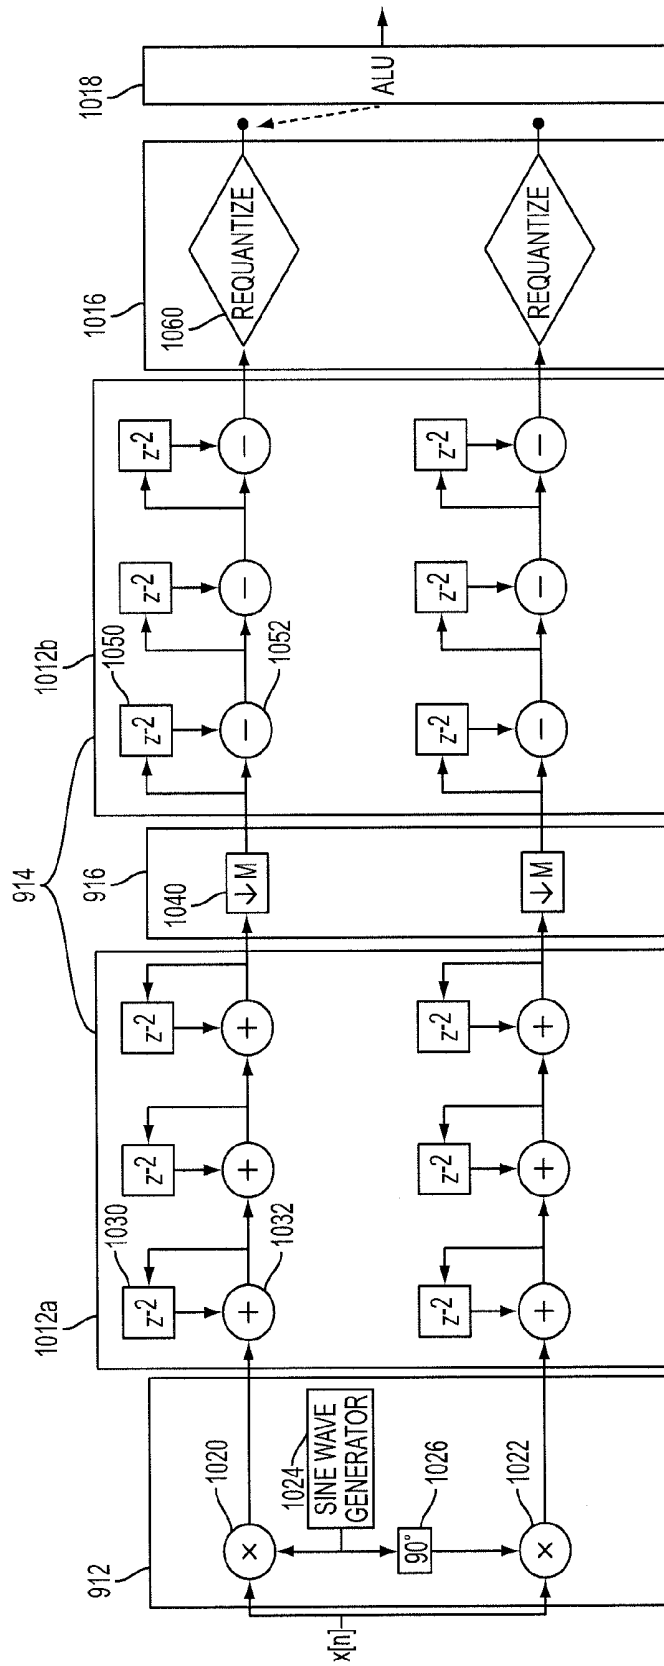 912
914
1012a
916
1012b
1016
1018
x[n]
×
1020
1024
SINE WAVE
GENERATOR
90°
1026
×
1022
z-2
1030
z-2
z-2
+
1032
+
+
z-2
z-2
z-2
+
+
+
1040
↓M
↓M
z-2
1050
z-2
z-2
−
1052
−
−
z-2
z-2
z-2
−
−
−
1060
REQUANTIZE
REQUANTIZE
ALU